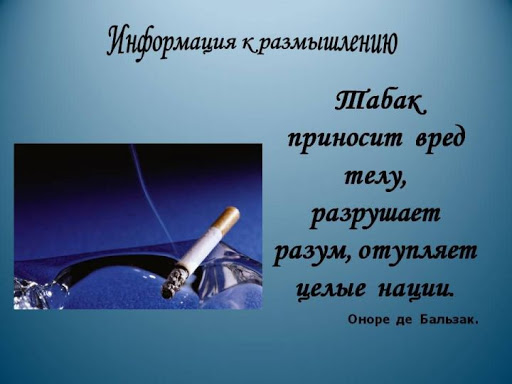 Информация к размышлению
Табак
приносит вред
телу,
разрушает
разум, отупляет
целые нации.
Оноре де Бальзак.